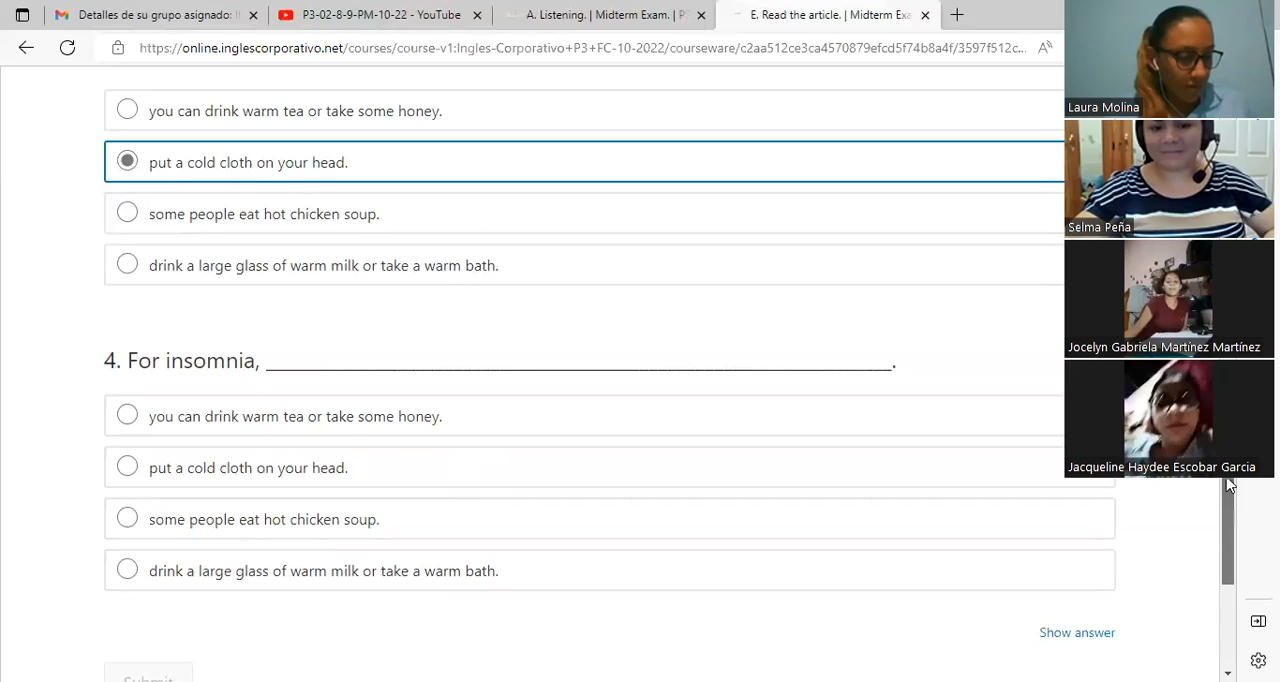 Detalles de su grupo asignado:
P3-02-8-9-PM-10-22 - YouTube
A. Listening. | Midterm Exam. |
E. Read the article. | Midterm Exa
https://online.inglescorporativo.net/courses/course-v1:Ingles-Corporativo+P3+FC-10-2022/courseware/c2aa512ce3ca4570879efcd5f74b8a4f/3597f512c...
you can drink warm tea or take some honey.
put a cold cloth on your head.
some people eat hot chicken soup.
drink a large glass of warm milk or take a warm bath.
4. For insomnia, ______________________________________________________.
you can drink warm tea or take some honey.
put a cold cloth on your head.
some people eat hot chicken soup.
drink a large glass of warm milk or take a warm bath.
Show answer
Submit
Laura Molina
Selma Peña
Jocelyn Gabriela Martínez Martínez
Jacqueline Haydee Escobar Garcia